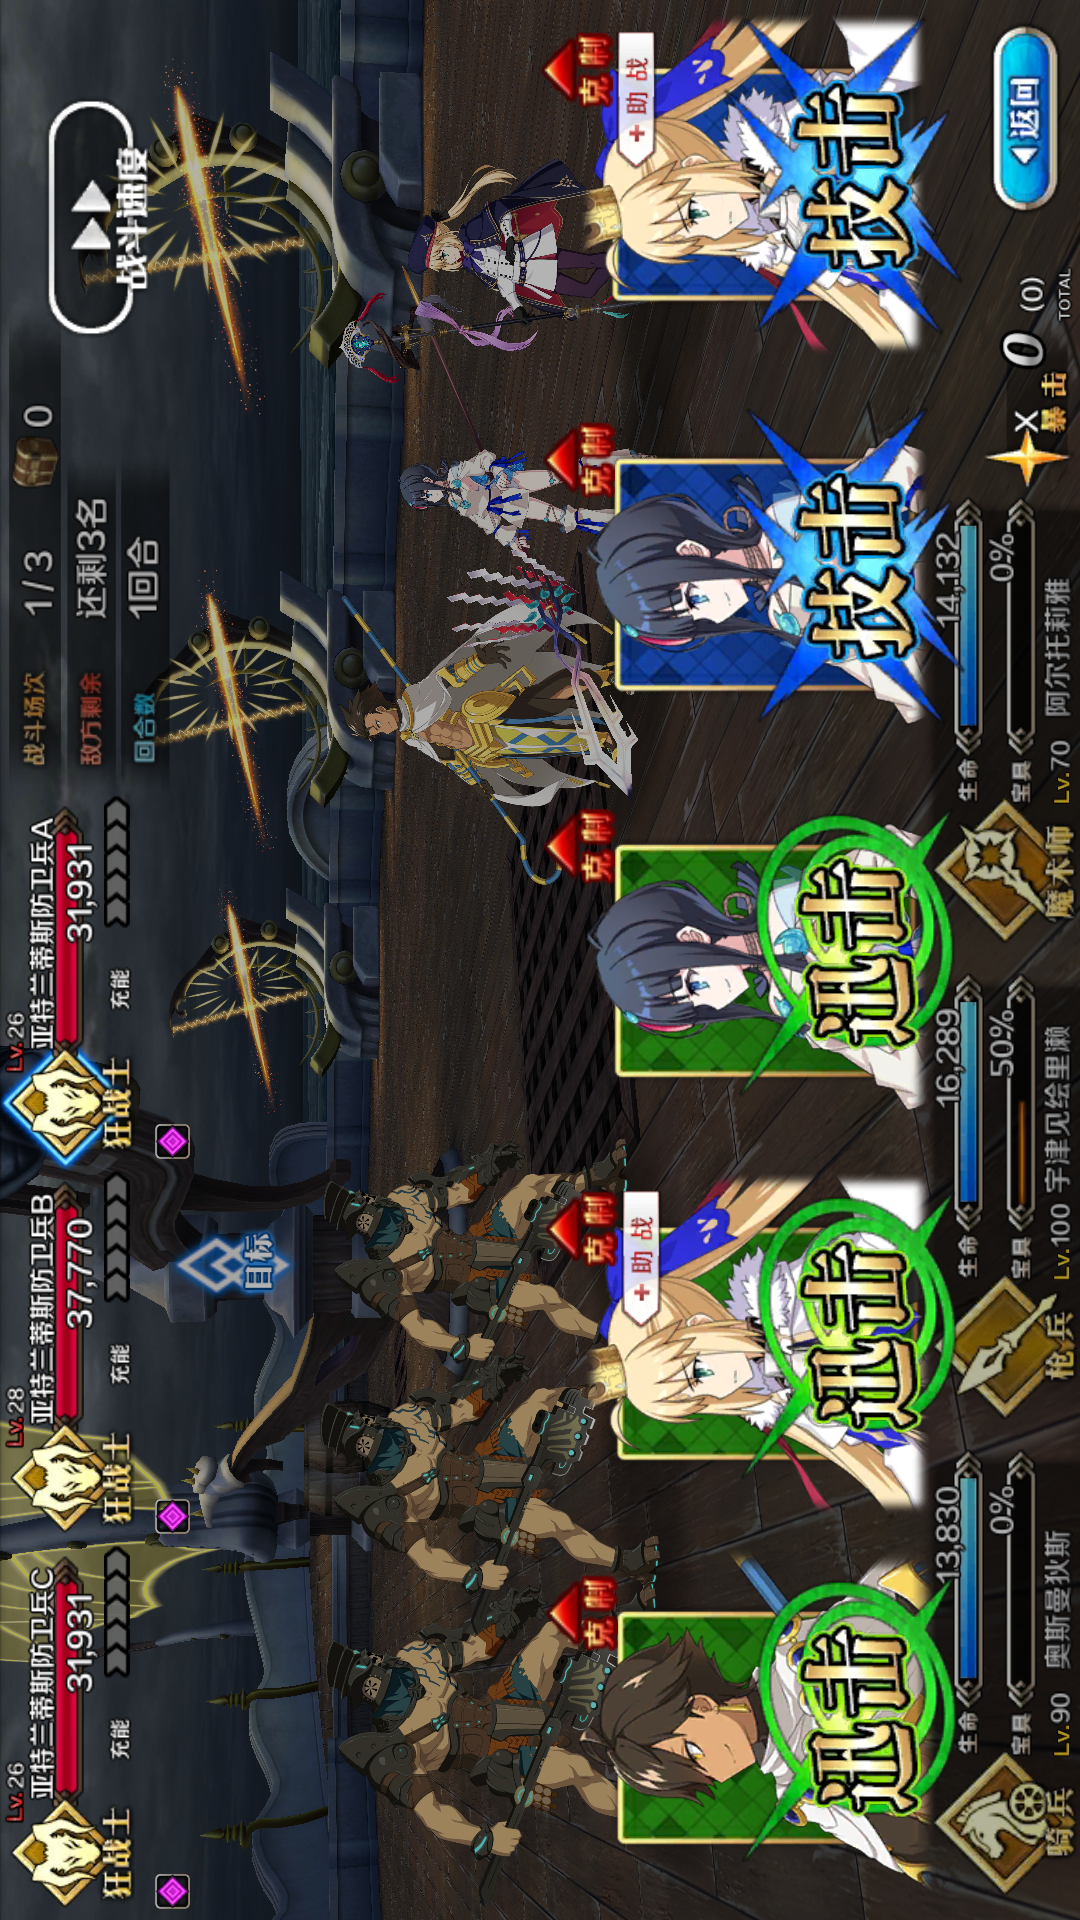 Lv.26
亚特兰蒂斯防卫兵C
31,931
狂战士
充能
Lv.28
亚特兰蒂斯防卫兵B
37,770
狂战士
充能
Lv.26
亚特兰蒂斯防卫兵A
31,931
狂战士
充能
目标
战斗场次 1/3
0
敌方剩余 还剩3名
回合数 1回合
战斗速度
克制
迅击
克制
+助战
迅击
克制
迅击
克制
技击
克制
+助战
技击
骑兵
生命 13,830
宝具 0%
Lv.90 奥斯曼狄斯
枪兵
生命 16,289
宝具 50%
Lv.100 宇津见绘里濑
魔术师
生命 14,132
宝具 0%
Lv.70 阿尔托莉雅
X 0 (0)
暴击 TOTAL
返回